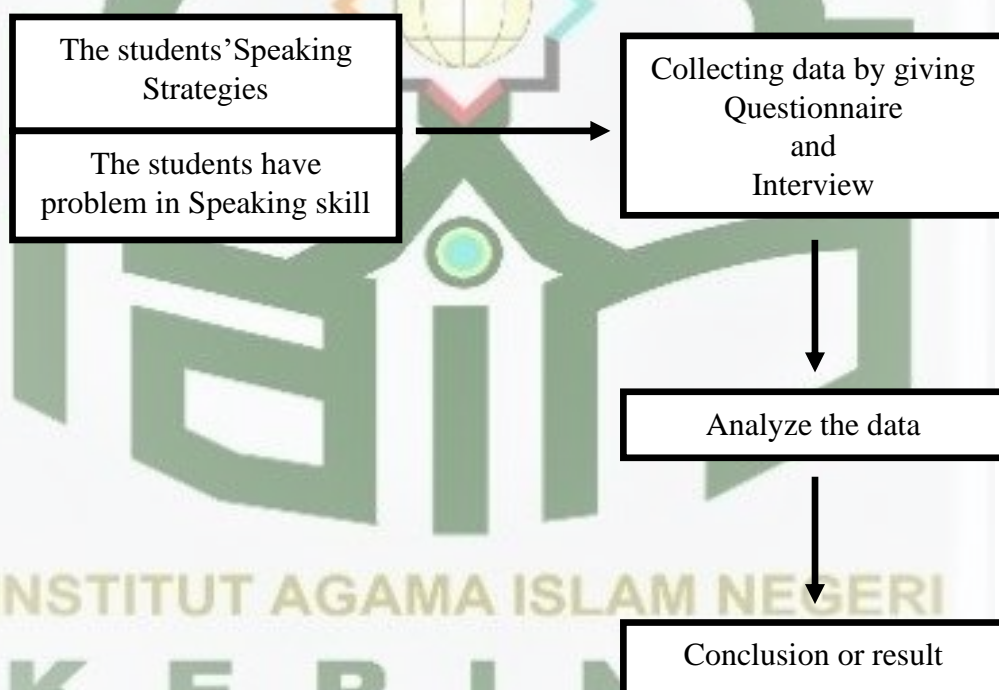 The students’Speaking
Strategies
The students have
problem in Speaking skill
Collecting data by giving
Questionnaire
and
Interview
Analyze the data
Conclusion or result
NSTITUT AGAMA ISLAM NEGERI
K E R I N